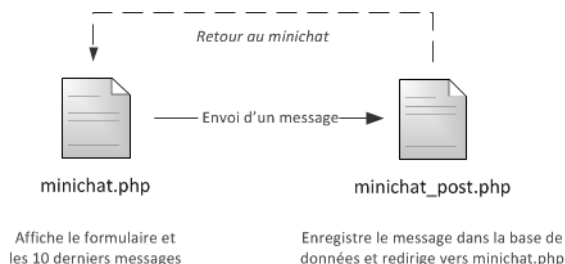 Retour au minichat
Envoi d'un message
minichat.php
minichat_post.php
Affiche le formulaire et
les 10 derniers messages
Enregistre le message dans la base de
données et redirige vers minichat.php